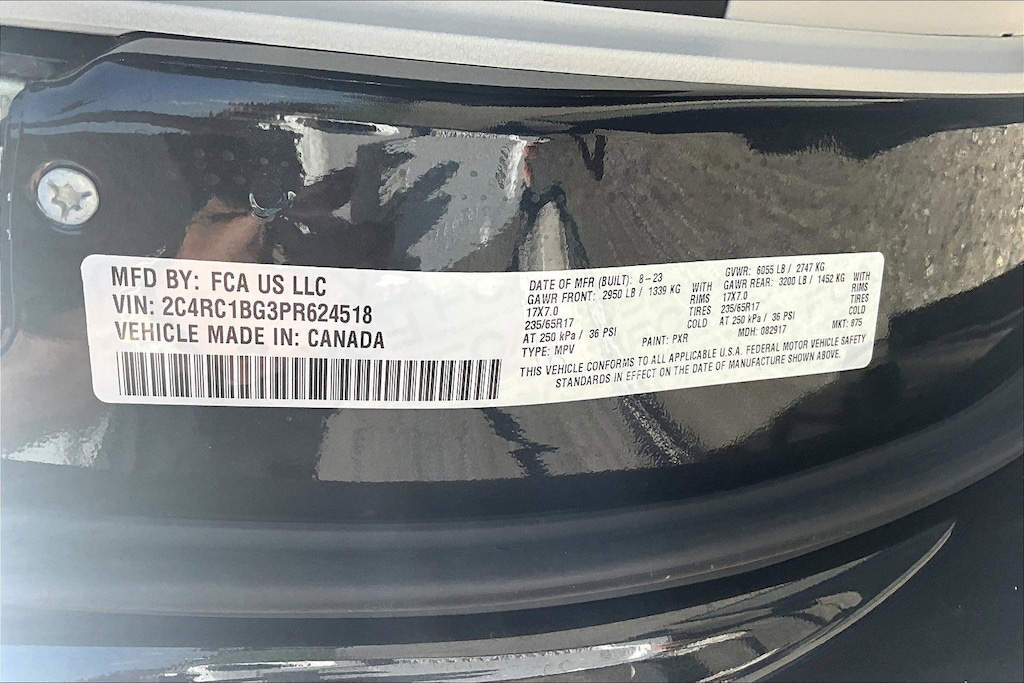 MFD BY: FCA US LLC
VIN: 2C4RC1BG3PR624518
VEHICLE MADE IN: CANADA
DATE OF MFR (BUILT): 8-23
GVWR: 6055 LB / 2747 KG
GAWR FRONT: 2950 LB / 1339 KG WITH
GAWR REAR: 3200 LB / 1452 KG WITH
17X7.0 RIMS
17X7.0 RIMS
235/65R17 TIRES
235/65R17 TIRES
AT 250 kPa / 36 PSI COLD
AT 250 kPa / 36 PSI COLD
TYPE: MPV PAINT: PXR MDH: 082917 MKT: 875
THIS VEHICLE CONFORMS TO ALL APPLICABLE U.S.A. FEDERAL MOTOR VEHICLE SAFETY
STANDARDS IN EFFECT ON THE DATE OF MANUFACTURE SHOWN ABOVE.